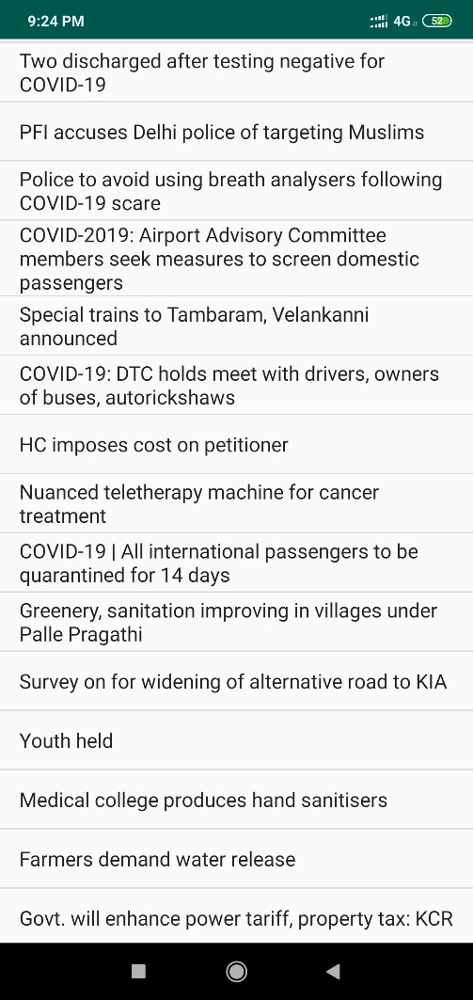 9:24 PM 4G 52
Two discharged after testing negative for
COVID-19
PFI accuses Delhi police of targeting Muslims
Police to avoid using breath analysers following
COVID-19 scare
COVID-2019: Airport Advisory Committee
members seek measures to screen domestic
passengers
Special trains to Tambaram, Velankanni
announced
COVID-19: DTC holds meet with drivers, owners
of buses, autorickshaws
HC imposes cost on petitioner
Nuanced teletherapy machine for cancer
treatment
COVID-19 | All international passengers to be
quarantined for 14 days
Greenery, sanitation improving in villages under
Palle Pragathi
Survey on for widening of alternative road to KIA
Youth held
Medical college produces hand sanitisers
Farmers demand water release
Govt. will enhance power tariff, property tax: KCR